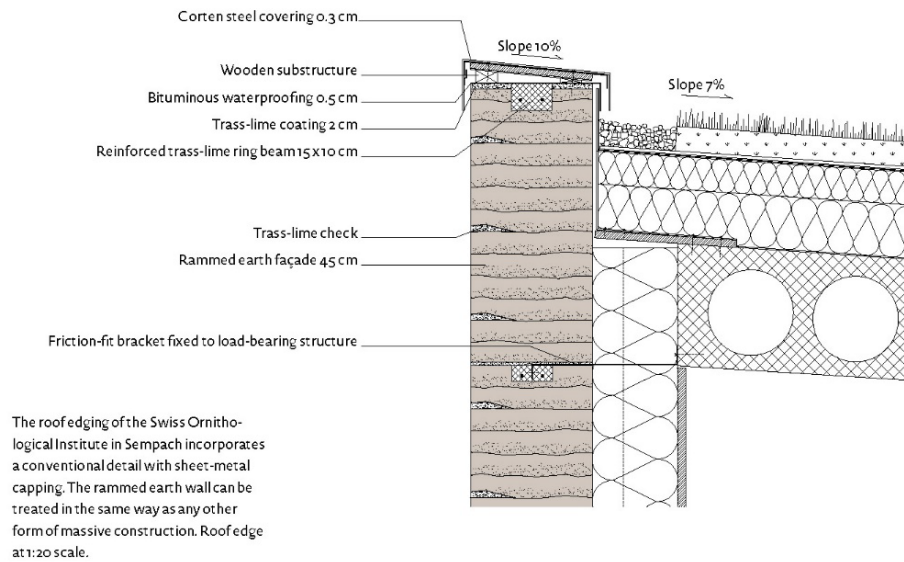 Corten steel covering 0.3 cm
Slope 10%
Wooden substructure
Slope 7%
Bituminous waterproofing 0.5 cm
Trass-lime coating 2 cm
Reinforced trass-lime ring beam 15 x 10 cm
Trass-lime check
Rammed earth façade 45 cm
Friction-fit bracket fixed to load-bearing structure
The roof edging of the Swiss Ornitho-
logical Institute in Sempach incorporates
a conventional detail with sheet-metal
capping. The rammed earth wall can be
treated in the same way as any other
form of massive construction. Roof edge
at 1:20 scale.